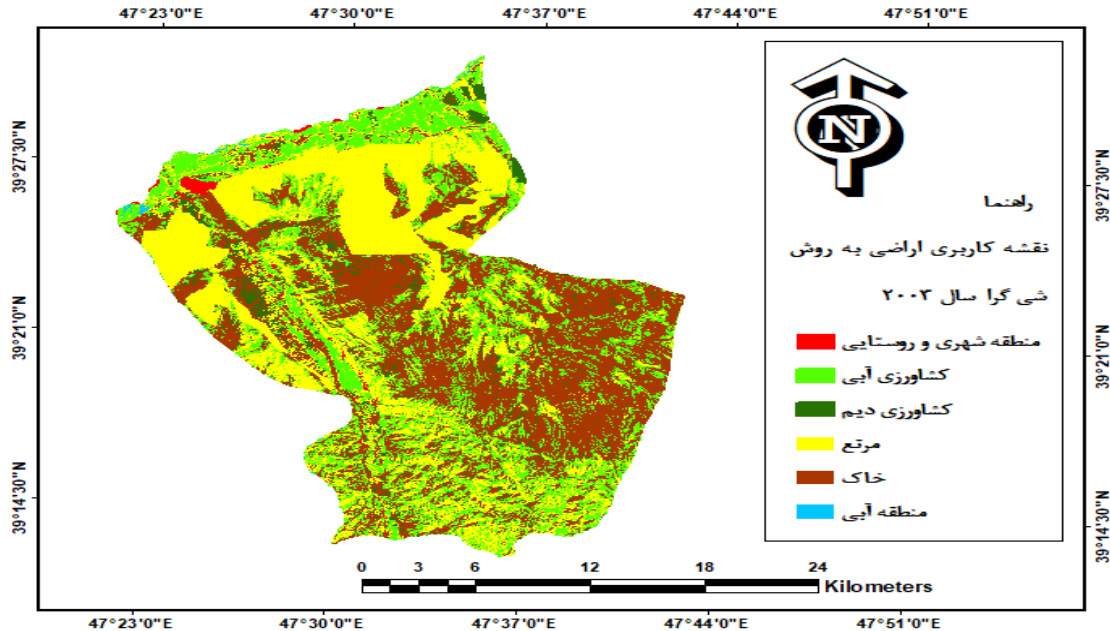 47°23'0"E 47°30'0"E 47°37'0"E 47°44'0"E 47°51'0"E
39°27'30"N
39°21'0"N
39°14'30"N
N
راهنما
نقشه کاربری اراضی به روش
شی گرا سال ۲۰۰۳
منطقه شهری و روستایی
کشاورزی آبی
کشاورزی دیم
مرتع
خاک
منطقه آبی
39°27'30"N
39°21'0"N
39°14'30"N
0 3 6 12 18 24
Kilometers
47°23'0"E 47°30'0"E 47°37'0"E 47°44'0"E 47°51'0"E